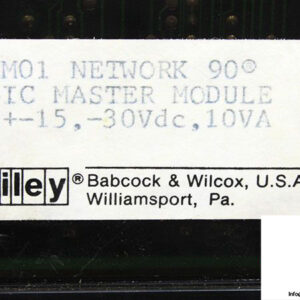 M01 NETWORK 90®
IC MASTER MODULE
+-15,-30Vdc,10VA
iley® Babcock & Wilcox, U.S.A
Williamsport, Pa.